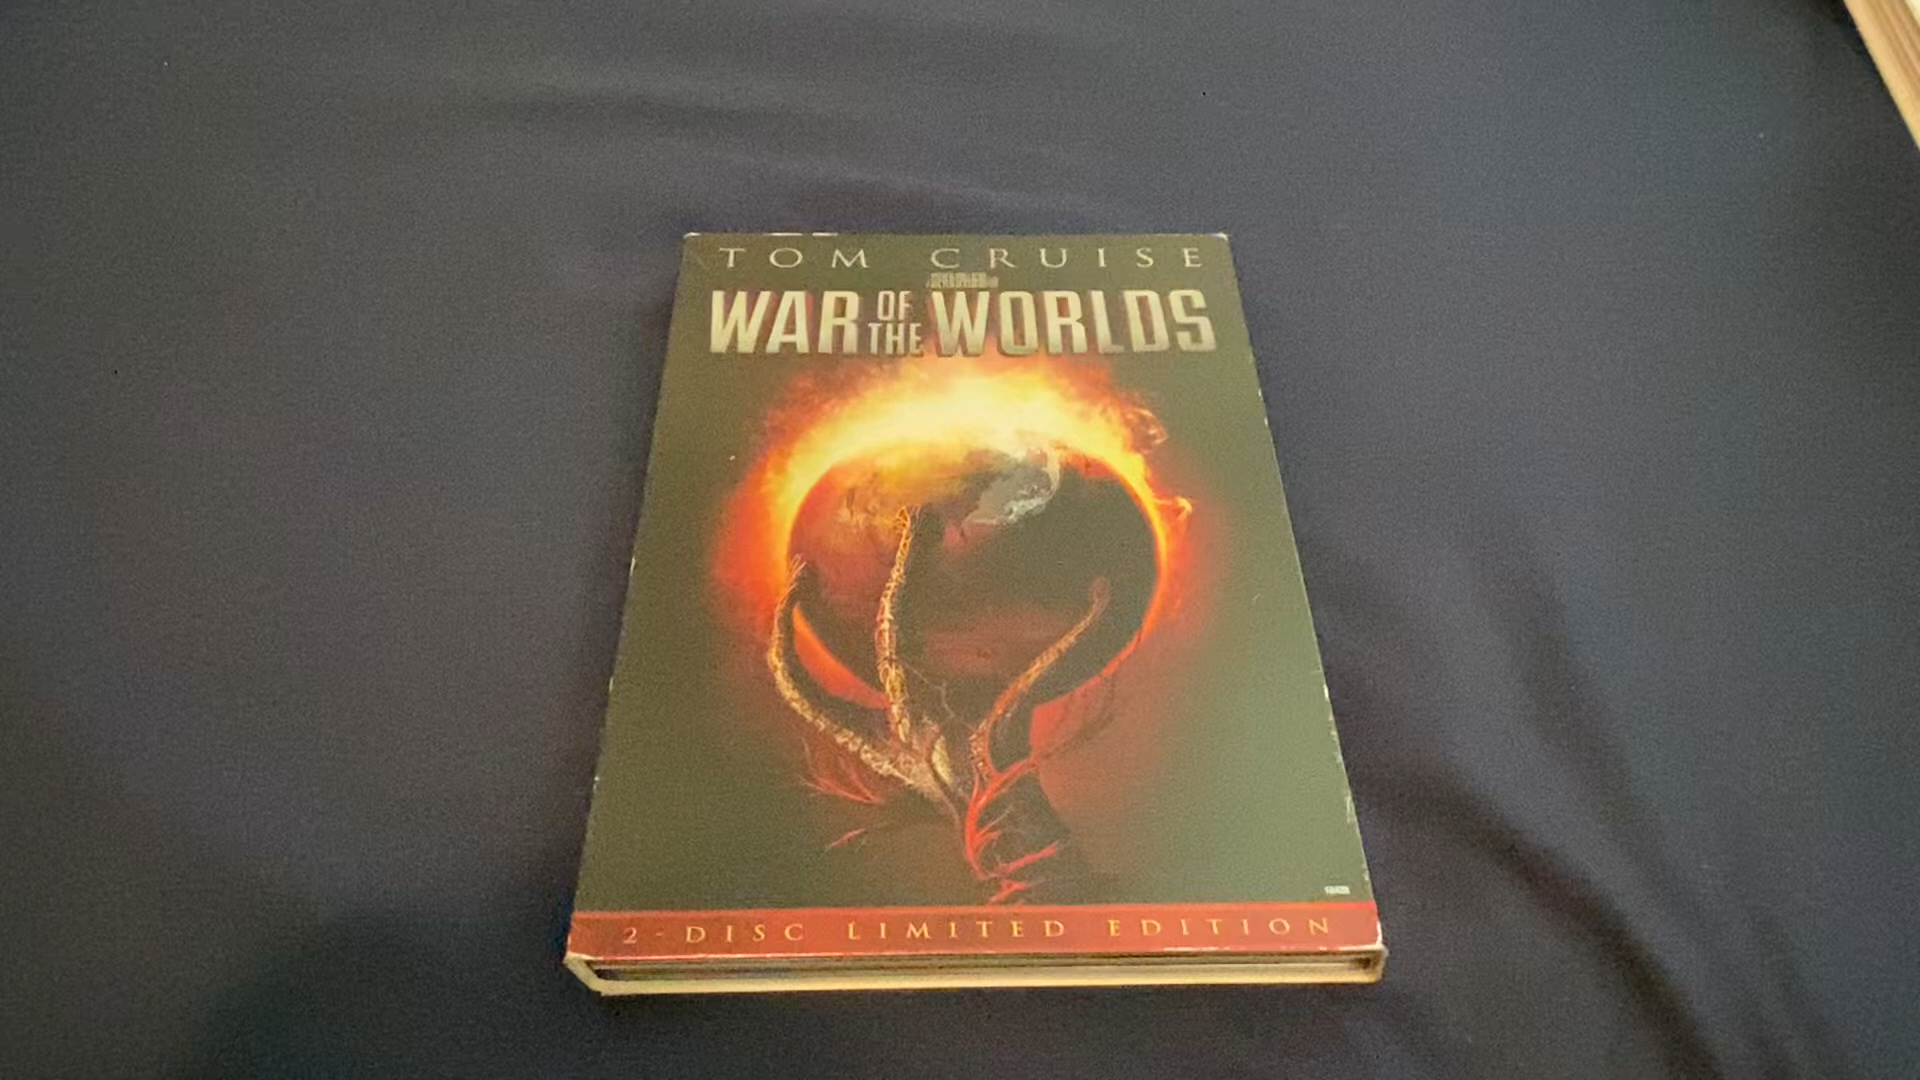 TOM CRUISE
WAR OF THE WORLDS
2-DISC LIMITED EDITION